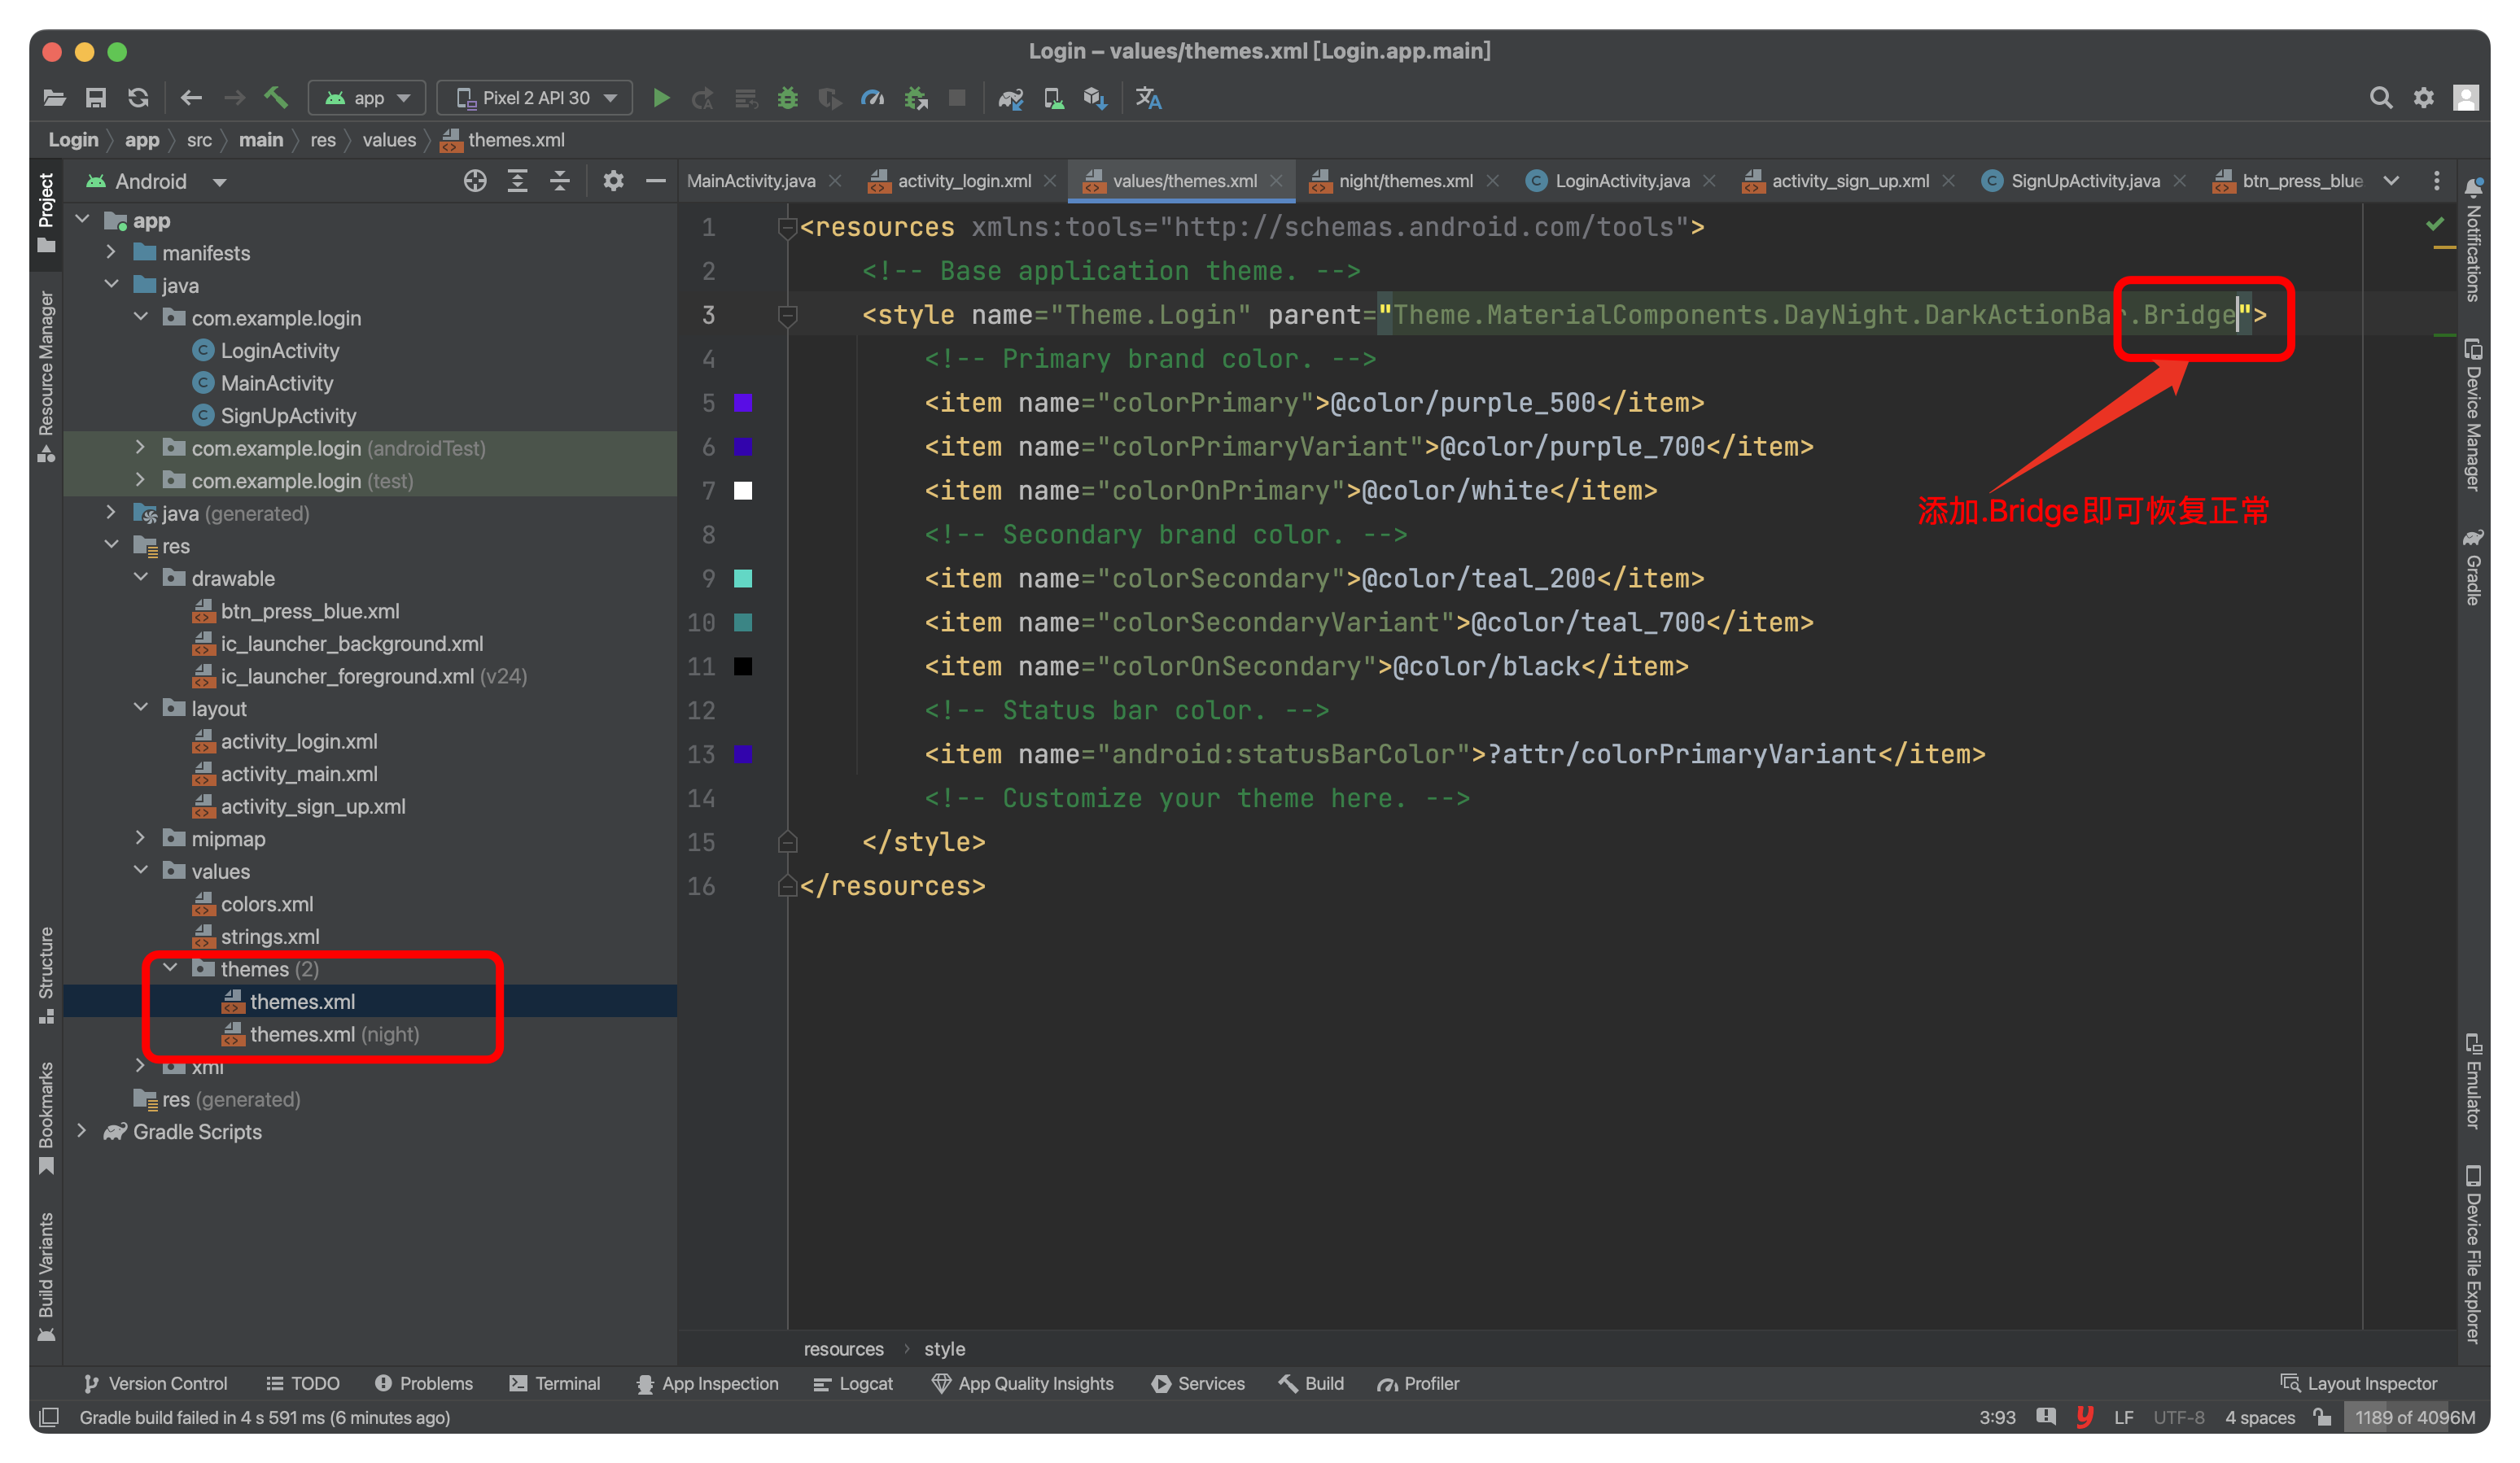 Login – values/themes.xml [Login.app.main]
app
Pixel 2 API 30
Login
app
src
main
res
values
themes.xml
Android
MainActivity.java
activity_login.xml
values/themes.xml
night/themes.xml
LoginActivity.java
activity_sign_up.xml
SignUpActivity.java
btn_press_blue
Project
Resource Manager
Structure
Bookmarks
Build Variants
app
manifests
java
com.example.login
LoginActivity
MainActivity
SignUpActivity
com.example.login (androidTest)
com.example.login (test)
java (generated)
res
drawable
btn_press_blue.xml
ic_launcher_background.xml
ic_launcher_foreground.xml (v24)
layout
activity_login.xml
activity_main.xml
activity_sign_up.xml
mipmap
values
colors.xml
strings.xml
themes (2)
themes.xml
themes.xml (night)
xml
res (generated)
Gradle Scripts
1 <resources xmlns:tools="http://schemas.android.com/tools">
2 <!-- Base application theme. -->
3 <style name="Theme.Login" parent="Theme.MaterialComponents.DayNight.DarkActionBar.Bridge">
4 <!-- Primary brand color. -->
5 <item name="colorPrimary">@color/purple_500</item>
6 <item name="colorPrimaryVariant">@color/purple_700</item>
7 <item name="colorOnPrimary">@color/white</item>
8 <!-- Secondary brand color. -->
9 <item name="colorSecondary">@color/teal_200</item>
10 <item name="colorSecondaryVariant">@color/teal_700</item>
11 <item name="colorOnSecondary">@color/black</item>
12 <!-- Status bar color. -->
13 <item name="android:statusBarColor">?attr/colorPrimaryVariant</item>
14 <!-- Customize your theme here. -->
15 </style>
16 </resources>
添加.Bridge即可恢复正常
Notifications
Device Manager
Gradle
Emulator
Device File Explorer
resources
style
Version Control
TODO
Problems
Terminal
App Inspection
Logcat
App Quality Insights
Services
Build
Profiler
Layout Inspector
Gradle build failed in 4 s 591 ms (6 minutes ago)
3:93
LF
UTF-8
4 spaces
1189 of 4096M